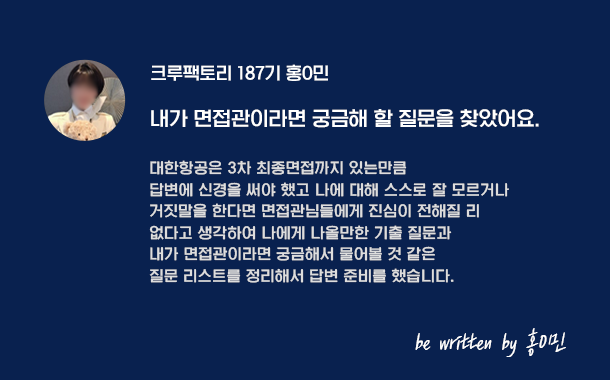 크루팩토리 187기 홍0민
내가 면접관이라면 궁금해 할 질문을 찾았어요.
대한항공은 3차 최종면접까지 있는만큼
답변에 신경을 써야 했고 나에 대해 스스로 잘 모르거나
거짓말을 한다면 면접관님들에게 진심이 전해질 리
없다고 생각하여 나에게 나올만한 기출 질문과
내가 면접관이라면 궁금해서 물어볼 것 같은
질문 리스트를 정리해서 답변 준비를 했습니다.
be written by 홍0민